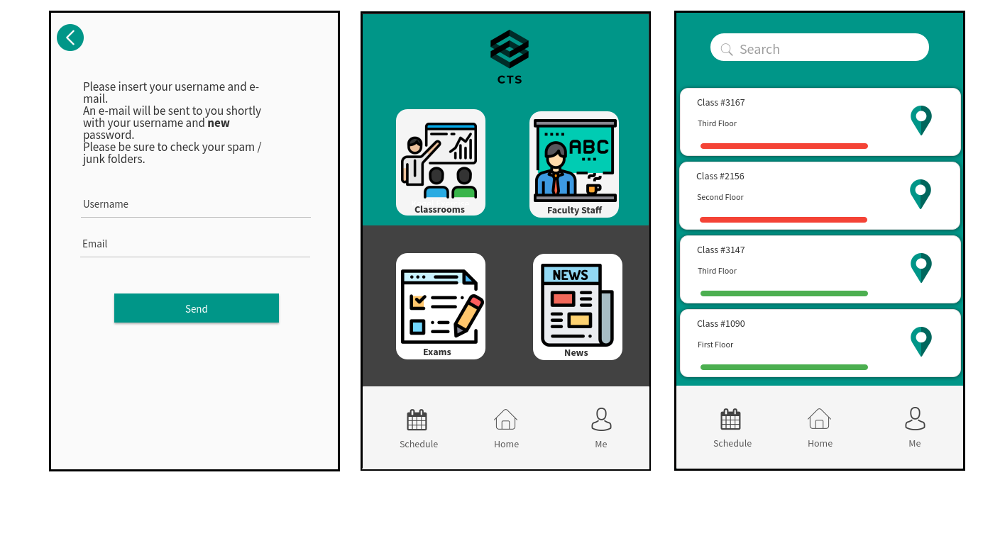 Please insert your username and e-
mail.
An e-mail will be sent to you shortly
with your username and new
password.
Please be sure to check your spam /
junk folders.
Username
Email
Send
CTS
ABC
Classrooms
Faculty Staff
NEWS
Exams
News
Schedule
Home
Me
Search
Class #3167
Third Floor
Class #2156
Second Floor
Class #3147
Third Floor
Class #1090
First Floor
Schedule
Home
Me